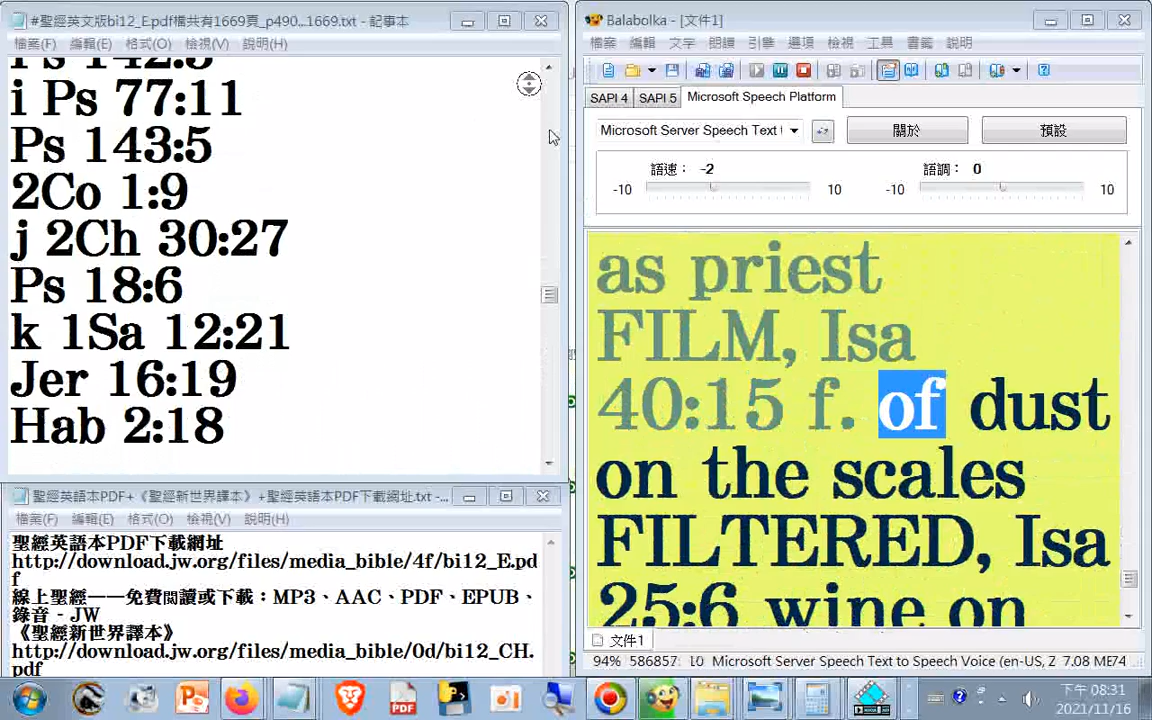 #聖經英文版bi12_E.pdf檔共有1669頁_p490...1669.txt - 記事本
檔案(F) 編輯(E) 格式(O) 檢視(V) 說明(H)
Ps 142:5
i Ps 77:11
Ps 143:5
2Co 1:9
j 2Ch 30:27
Ps 18:6
k 1Sa 12:21
Jer 16:19
Hab 2:18
聖經英語本PDF+《聖經新世界譯本》+聖經英語本PDF下載網址.txt - ...
檔案(F) 編輯(E) 格式(O) 檢視(V) 說明(H)
聖經英語本PDF下載網址
http://download.jw.org/files/media_bible/4f/bi12_E.pd
f
線上聖經——免費閱讀或下載：MP3、AAC、PDF、EPUB、
錄音 - JW
《聖經新世界譯本》
http://download.jw.org/files/media_bible/0d/bi12_CH.
pdf
Balabolka - [文件1]
檔案 編輯 文字 朗讀 引擎 選項 檢視 工具 書籤 說明
SAPI 4 SAPI 5 Microsoft Speech Platform
Microsoft Server Speech Text 關於 預設
語速： -2 語調： 0
-10 10 -10 10
as priest
FILM, Isa
40:15 f. of dust
on the scales
FILTERED, Isa
25:6 wine on
文件1
94% 586857: 10 Microsoft Server Speech Text to Speech Voice (en-US, Z 7.08 ME74
下午 08:31
2021/11/16